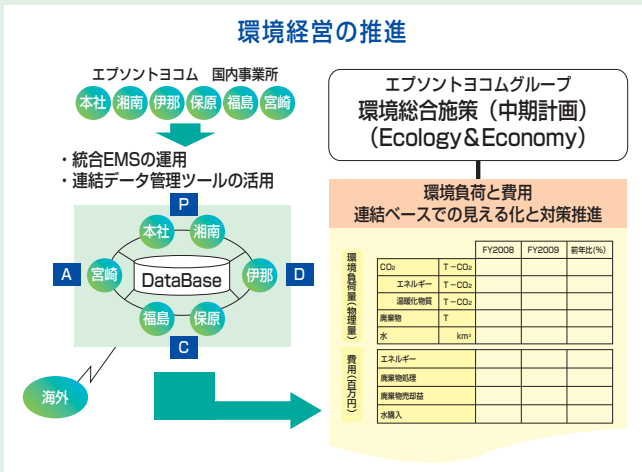 環境経営の推進
エプソントヨコム　国内事業所
本社 湘南 伊那 保原 福島 宮崎
・統合EMSの運用
・連結データ管理ツールの活用
P
本社 湘南
A 宮崎 DataBase 伊那 D
福島 保原
C
海外
エプソントヨコムグループ
環境総合施策（中期計画）
（Ecology&Economy）
環境負荷と費用
連結ベースでの見える化と対策推進
環境負荷量（物理量）
FY2008 FY2009 前年比(%)
CO₂ T－CO₂
エネルギー T－CO₂
温暖化物質 T－CO₂
廃棄物 T
水 km³
費用（百万円）
エネルギー
廃棄物処理
廃棄物売却益
水購入